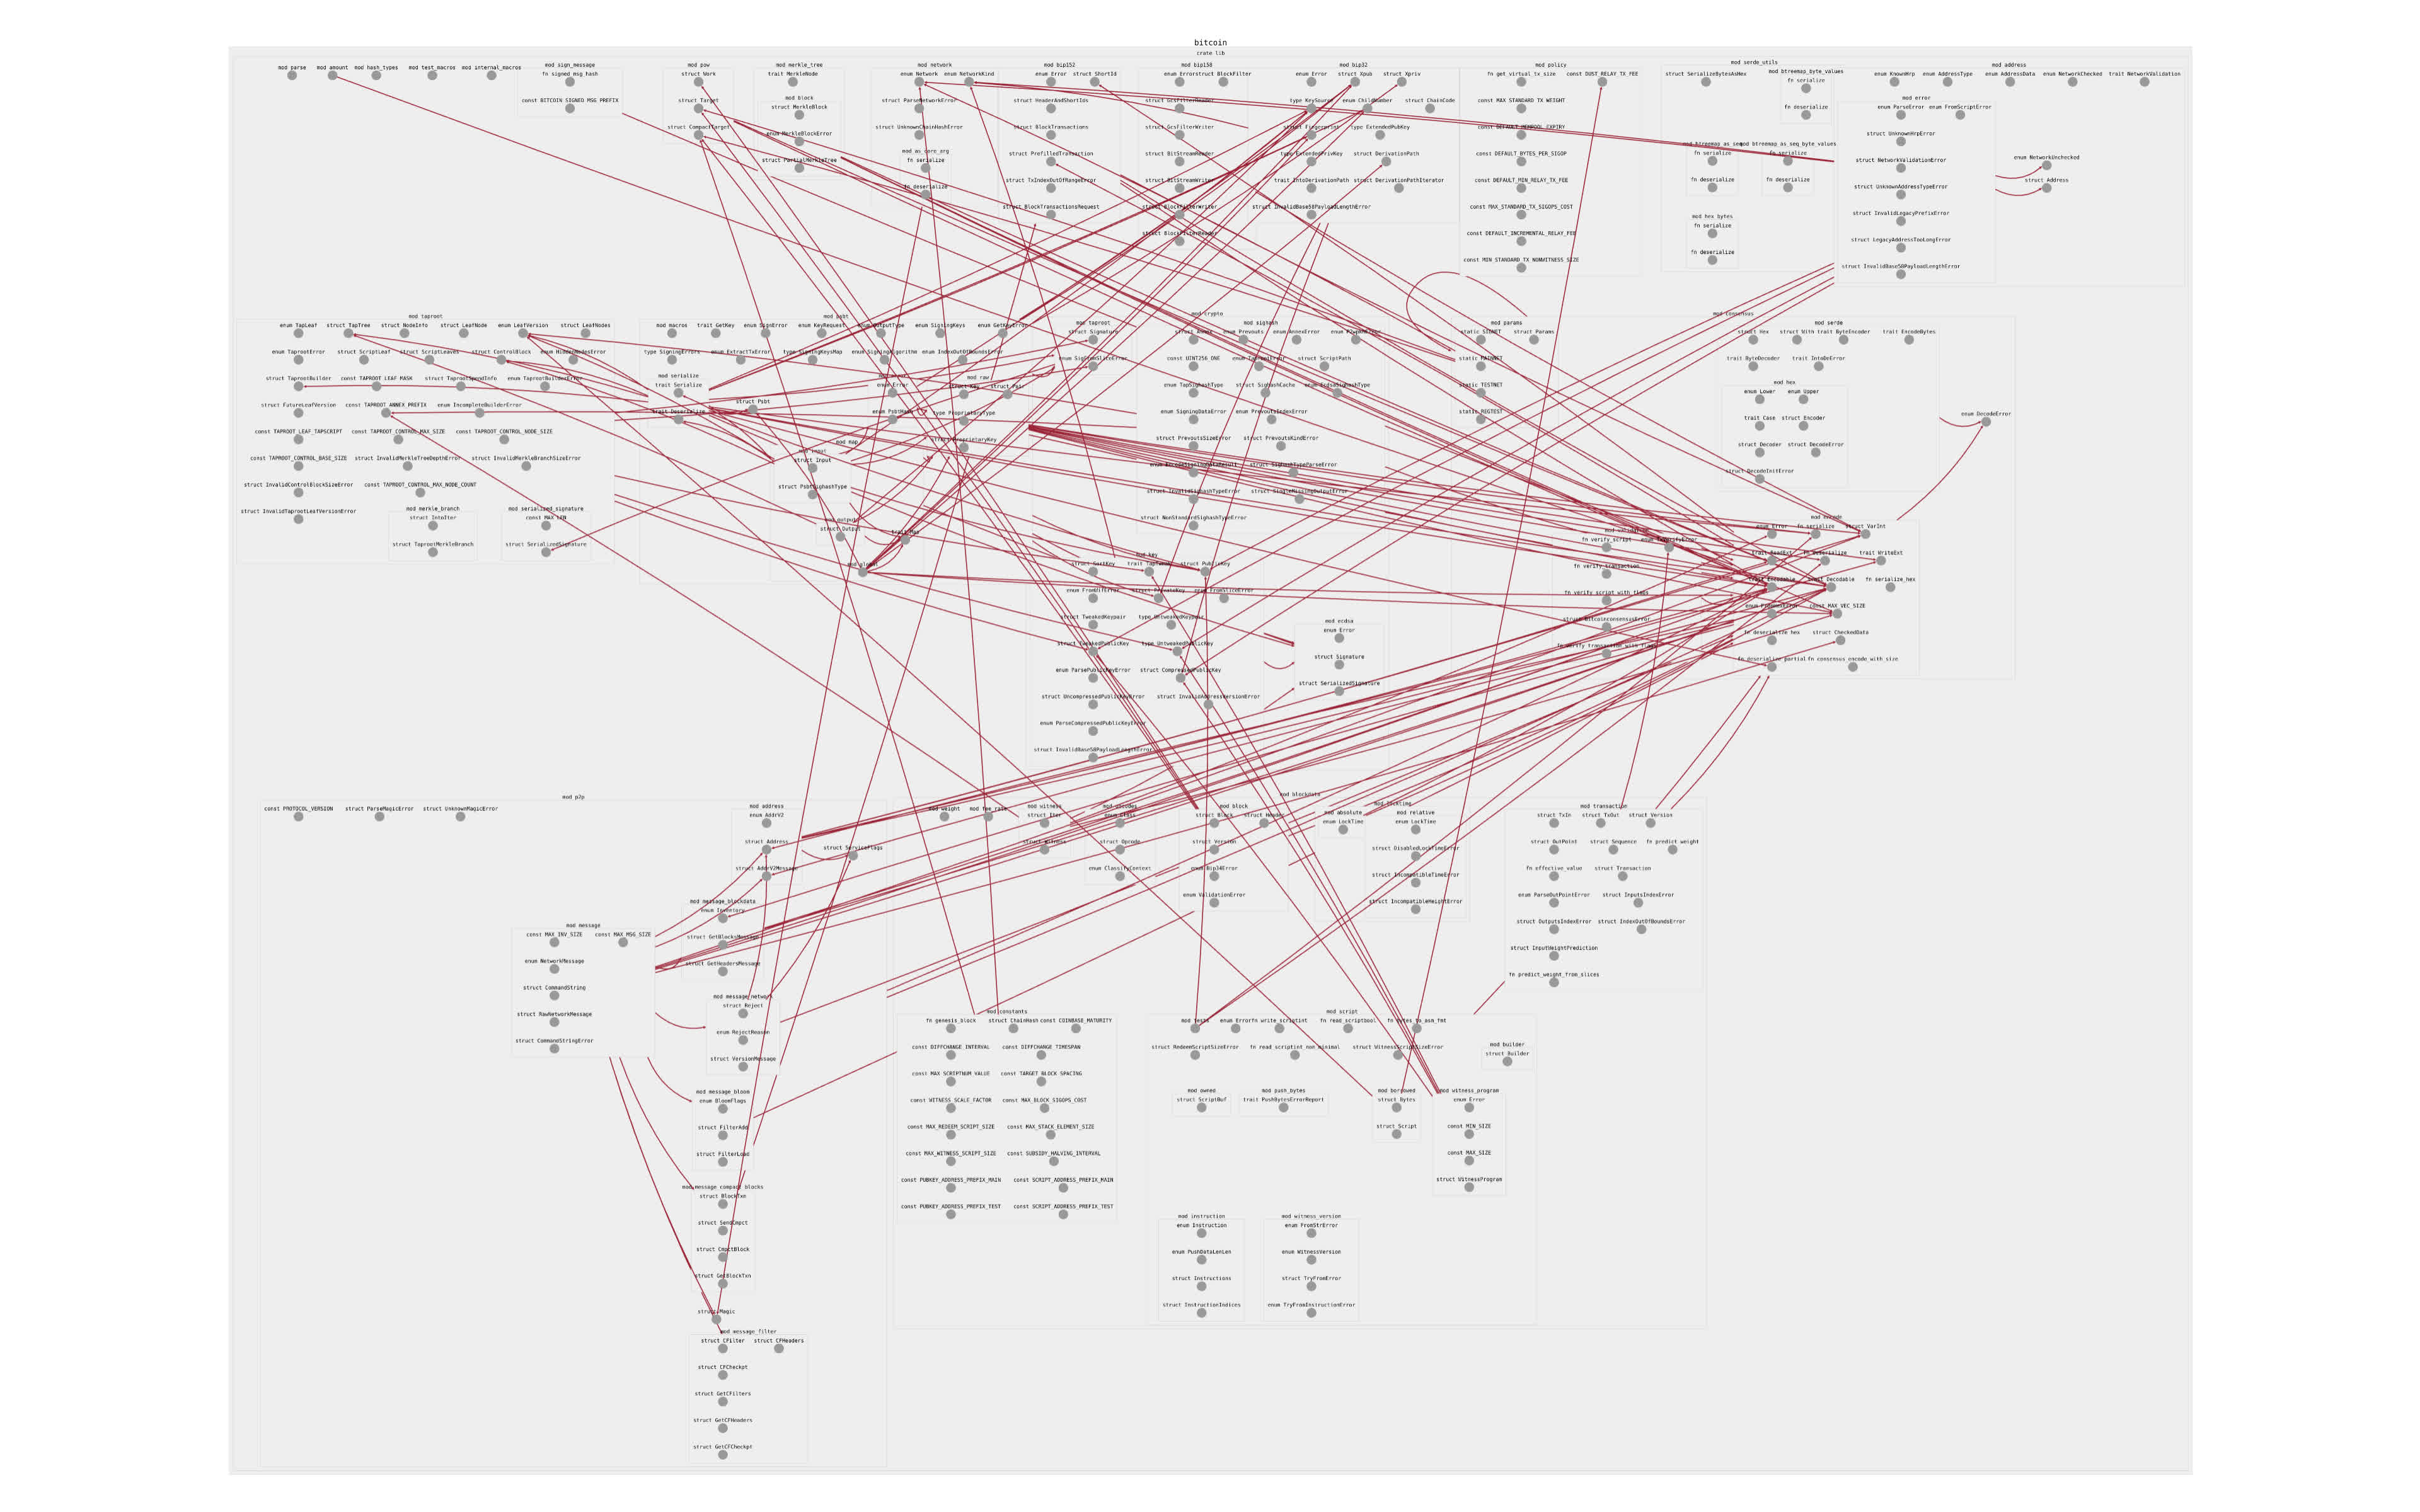 bitcoin
crate lib
mod parse
mod amount
mod hash_types
mod test_macros
mod internal_macros
mod sign_message
fn signed_msg_hash
const BITCOIN_SIGNED_MSG_PREFIX
mod pow
struct Work
struct Target
struct CompactTarget
mod merkle_tree
trait MerkleNode
mod block
struct MerkleBlock
enum MerkleBlockError
struct PartialMerkleTree
mod network
enum Network
enum NetworkKind
struct ParseNetworkError
struct UnknownChainHashError
mod as_core_arg
fn serialize
fn deserialize
mod bip152
enum Error
struct ShortId
struct HeaderAndShortIds
struct BlockTransactions
struct PrefilledTransaction
struct TxIndexOutOfRangeError
struct BlockTransactionsRequest
mod bip158
enum Error
struct BlockFilter
struct GcsFilterReader
struct GcsFilterWriter
struct BitStreamReader
struct BitStreamWriter
struct BlockFilterWriter
struct BlockFilterReader
mod bip32
enum Error
struct Xpub
struct Xpriv
type KeySource
enum ChildNumber
struct ChainCode
struct Fingerprint
type ExtendedPubKey
type ExtendedPrivKey
struct DerivationPath
trait IntoDerivationPath
struct DerivationPathIterator
struct InvalidBase58PayloadLengthError
mod policy
fn get_virtual_tx_size
const DUST_RELAY_TX_FEE
const MAX_STANDARD_TX_WEIGHT
const DEFAULT_MEMPOOL_EXPIRY
const DEFAULT_BYTES_PER_SIGOP
const DEFAULT_MIN_RELAY_TX_FEE
const MAX_STANDARD_TX_SIGOPS_COST
const DEFAULT_INCREMENTAL_RELAY_FEE
const MIN_STANDARD_TX_NONWITNESS_SIZE
mod serde_utils
struct SerializeBytesAsHex
mod btreemap_byte_values
fn serialize
fn deserialize
mod btreemap_as_seq
fn serialize
fn deserialize
mod btreemap_as_seq_byte_values
fn serialize
fn deserialize
mod hex_bytes
fn serialize
fn deserialize
mod address
enum KnownHrp
enum AddressType
enum AddressData
enum NetworkChecked
trait NetworkValidation
mod error
enum ParseError
enum FromScriptError
struct UnknownHrpError
struct NetworkValidationError
struct UnknownAddressTypeError
struct InvalidLegacyPrefixError
struct LegacyAddressTooLongError
struct InvalidBase58PayloadLengthError
enum NetworkUnchecked
struct Address
mod taproot
enum TapLeaf
struct TapTree
struct NodeInfo
struct LeafNode
enum LeafVersion
struct LeafNodes
enum TaprootError
struct ScriptLeaf
struct ScriptLeaves
struct ControlBlock
enum HiddenNodesError
struct TaprootBuilder
const TAPROOT_LEAF_MASK
struct TaprootSpendInfo
enum TaprootBuilderError
struct FutureLeafVersion
const TAPROOT_ANNEX_PREFIX
enum IncompleteBuilderError
const TAPROOT_LEAF_TAPSCRIPT
const TAPROOT_CONTROL_MAX_SIZE
const TAPROOT_CONTROL_NODE_SIZE
const TAPROOT_CONTROL_BASE_SIZE
struct InvalidMerkleTreeDepthError
struct InvalidMerkleBranchSizeError
struct InvalidControlBlockSizeError
const TAPROOT_CONTROL_MAX_NODE_COUNT
struct InvalidTaprootLeafVersionError
mod merkle_branch
struct IntoIter
struct TaprootMerkleBranch
mod serialized_signature
const MAX_LEN
struct SerializedSignature
mod psbt
mod macros
trait GetKey
enum SignError
enum KeyRequest
enum OutputType
enum SigningKeys
enum GetKeyError
type SigningErrors
enum ExtractTxError
type SigningKeysMap
enum SigningAlgorithm
enum IndexOutOfBoundsError
mod serialize
trait Serialize
trait Deserialize
struct Psbt
mod error
enum Error
enum PsbtHash
mod raw
struct Key
struct Pair
type ProprietaryType
struct ProprietaryKey
mod map
mod input
struct Input
struct PsbtSighashType
mod output
struct Output
trait Map
mod global
mod crypto
mod taproot
struct Signature
enum SigFromSliceError
mod sighash
struct Annex
enum Prevouts
enum AnnexError
enum P2wpkhError
const UINT256_ONE
enum TaprootError
struct ScriptPath
enum TapSighashType
struct SighashCache
enum EcdsaSighashType
enum SigningDataError
enum PrevoutsIndexError
struct PrevoutsSizeError
struct PrevoutsKindError
enum EncodeSigningDataResult
struct SighashTypeParseError
struct InvalidSighashTypeError
struct SingleMissingOutputError
struct NonStandardSighashTypeError
mod key
struct SortKey
trait TapTweak
struct PublicKey
enum FromWifError
struct PrivateKey
enum FromSliceError
struct TweakedKeypair
type UntweakedKeypair
struct TweakedPublicKey
type UntweakedPublicKey
enum ParsePublicKeyError
struct CompressedPublicKey
struct UncompressedPublicKeyError
struct InvalidAddressVersionError
enum ParseCompressedPublicKeyError
struct InvalidBase58PayloadLengthError
mod ecdsa
enum Error
struct Signature
struct SerializedSignature
mod params
static SIGNET
struct Params
static MAINNET
static TESTNET
static REGTEST
mod consensus
mod serde
struct Hex
struct With
trait ByteEncoder
trait EncodeBytes
trait ByteDecoder
trait IntoDeError
mod hex
enum Lower
enum Upper
trait Case
struct Encoder
struct Decoder
struct DecodeError
struct DecodeInitError
enum DecodeError
mod validation
fn verify_script
enum TxVerifyError
fn verify_transaction
fn verify_script_with_flags
struct BitcoinconsensusError
fn verify_transaction_with_flags
mod encode
enum Error
fn serialize
struct VarInt
trait ReadExt
fn deserialize
trait WriteExt
trait Encodable
trait Decodable
fn serialize_hex
enum FromHexError
const MAX_VEC_SIZE
fn deserialize_hex
struct CheckedData
fn deserialize_partial
fn consensus_encode_with_size
mod p2p
const PROTOCOL_VERSION
struct ParseMagicError
struct UnknownMagicError
mod address
enum AddrV2
struct Address
struct AddrV2Message
struct ServiceFlags
mod message_blockdata
enum Inventory
struct GetBlocksMessage
struct GetHeadersMessage
mod message
const MAX_INV_SIZE
const MAX_MSG_SIZE
enum NetworkMessage
struct CommandString
struct RawNetworkMessage
struct CommandStringError
mod message_network
struct Reject
enum RejectReason
struct VersionMessage
mod message_bloom
enum BloomFlags
struct FilterAdd
struct FilterLoad
mod message_compact_blocks
struct BlockTxn
struct SendCmpct
struct CmpctBlock
struct GetBlockTxn
struct Magic
mod message_filter
struct CFilter
struct CFHeaders
struct CFCheckpt
struct GetCFilters
struct GetCFHeaders
struct GetCFCheckpt
mod blockdata
mod weight
mod fee_rate
mod witness
struct Iter
struct Witness
mod opcodes
enum Class
struct Opcode
enum ClassifyContext
mod block
struct Block
struct Header
struct Version
enum Bip34Error
enum ValidationError
mod locktime
mod absolute
enum LockTime
mod relative
enum LockTime
struct DisabledLockTimeError
struct IncompatibleTimeError
struct IncompatibleHeightError
mod transaction
struct TxIn
struct TxOut
struct Version
struct OutPoint
struct Sequence
fn predict_weight
fn effective_value
struct Transaction
enum ParseOutPointError
struct InputsIndexError
struct OutputsIndexError
struct IndexOutOfBoundsError
struct InputWeightPrediction
fn predict_weight_from_slices
mod constants
fn genesis_block
struct ChainHash
const COINBASE_MATURITY
const DIFFCHANGE_INTERVAL
const DIFFCHANGE_TIMESPAN
const MAX_SCRIPTNUM_VALUE
const TARGET_BLOCK_SPACING
const WITNESS_SCALE_FACTOR
const MAX_BLOCK_SIGOPS_COST
const MAX_REDEEM_SCRIPT_SIZE
const MAX_STACK_ELEMENT_SIZE
const MAX_WITNESS_SCRIPT_SIZE
const SUBSIDY_HALVING_INTERVAL
const PUBKEY_ADDRESS_PREFIX_MAIN
const SCRIPT_ADDRESS_PREFIX_MAIN
const PUBKEY_ADDRESS_PREFIX_TEST
const SCRIPT_ADDRESS_PREFIX_TEST
mod script
mod tests
enum Error
fn write_scriptint
fn read_scriptbool
fn bytes_to_asm_fmt
struct RedeemScriptSizeError
fn read_scriptint_non_minimal
struct WitnessScriptSizeError
mod builder
struct Builder
mod owned
struct ScriptBuf
mod push_bytes
trait PushBytesErrorReport
mod borrowed
struct Bytes
struct Script
mod witness_program
enum Error
const MIN_SIZE
const MAX_SIZE
struct WitnessProgram
mod instruction
enum Instruction
enum PushDataLenLen
struct Instructions
struct InstructionIndices
mod witness_version
enum FromStrError
enum WitnessVersion
struct TryFromError
enum TryFromInstructionError